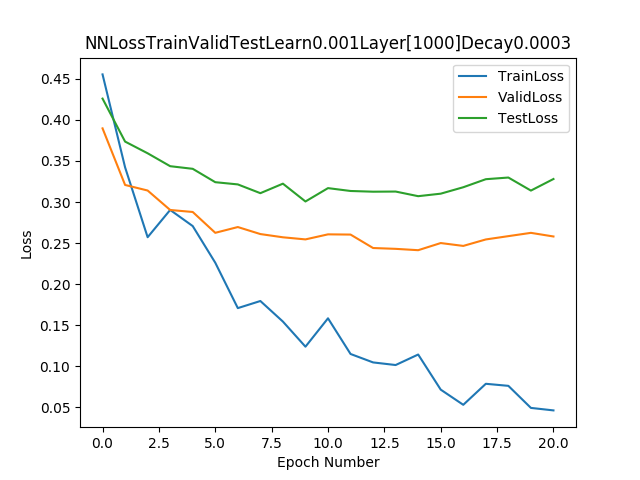 NNLossTrainValidTestLearn0.001Layer[1000]Decay0.0003
TrainLoss
ValidLoss
TestLoss
0.45
0.40
0.35
0.30
0.25
0.20
0.15
0.10
0.05
Loss
0.0 2.5 5.0 7.5 10.0 12.5 15.0 17.5 20.0
Epoch Number